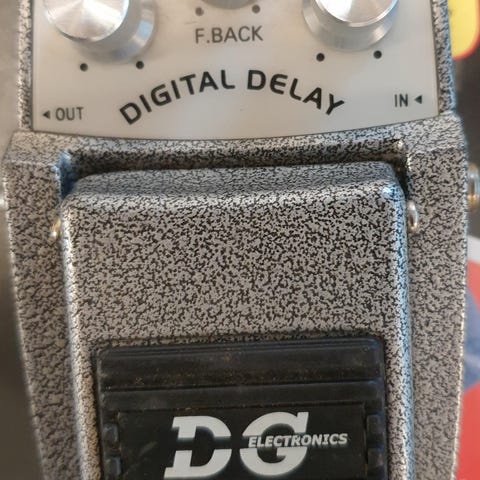 F.BACK
DIGITAL DELAY
◄ OUT
IN ◄
DG ELECTRONICS